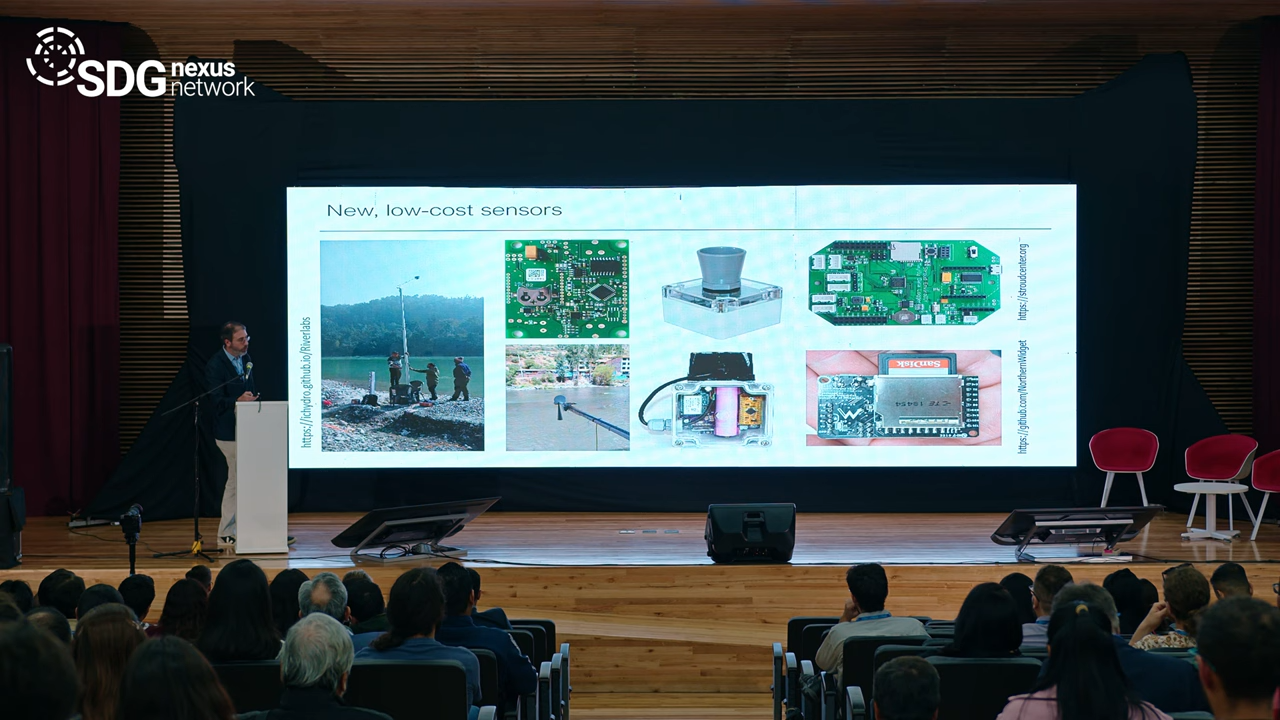 SDG nexus network
New, low-cost sensors
https://ichydro.github.io/Riverlabs
https://stroudcenter.org
https://github.com/NorthernWidget
SanDisk